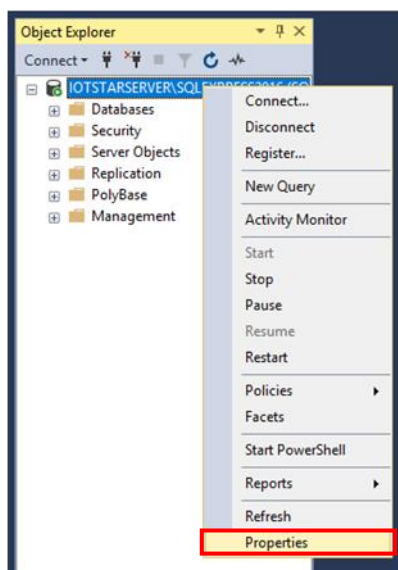 Object Explorer
Connect
IOTSTARSERVER\SQLEXPRESS2016 (SQ
Databases
Security
Server Objects
Replication
PolyBase
Management
Connect...
Disconnect
Register...
New Query
Activity Monitor
Start
Stop
Pause
Resume
Restart
Policies
Facets
Start PowerShell
Reports
Refresh
Properties